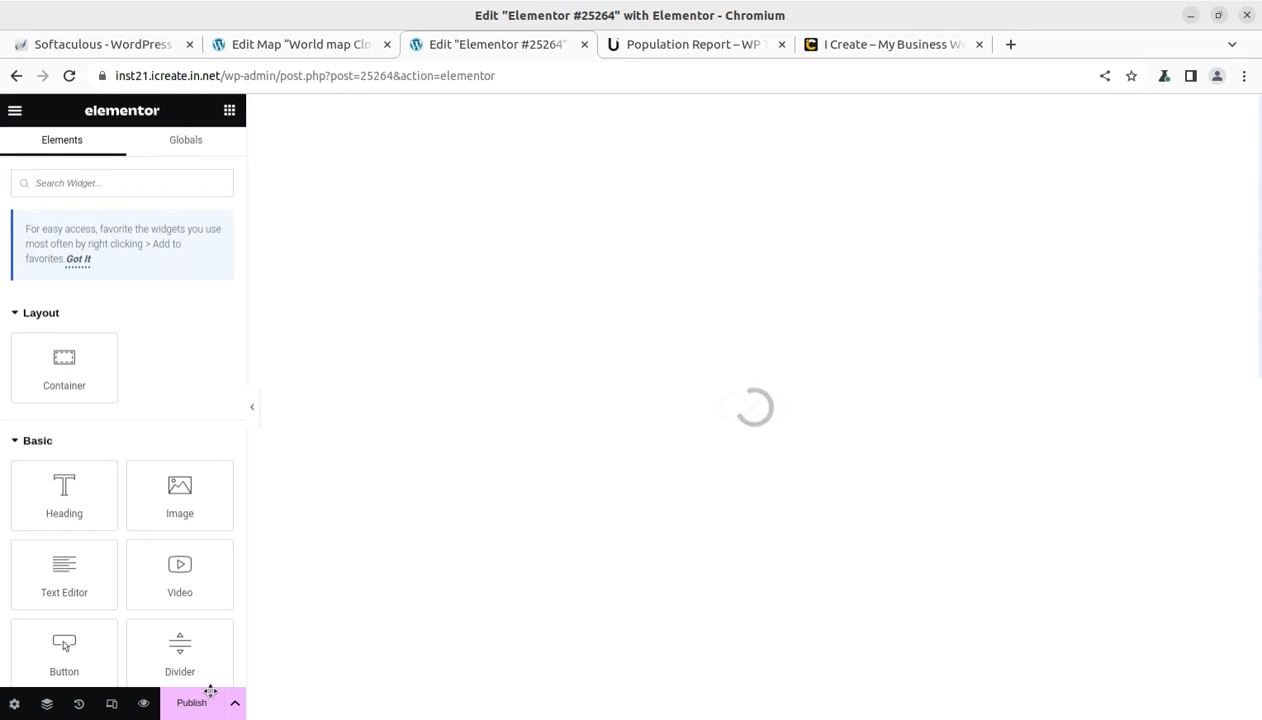 Edit "Elementor #25264" with Elementor - Chromium
Softaculous - WordPress
Edit Map “World map Clo
Edit "Elementor #25264"
Population Report – WP T
I Create – My Business W
inst21.icreate.in.net/wp-admin/post.php?post=25264&action=elementor
elementor
Elements
Globals
Search Widget...
For easy access, favorite the widgets you use
most often by right clicking > Add to
favorites. Got It
Layout
Container
Basic
Heading
Image
Text Editor
Video
Button
Divider
Publish